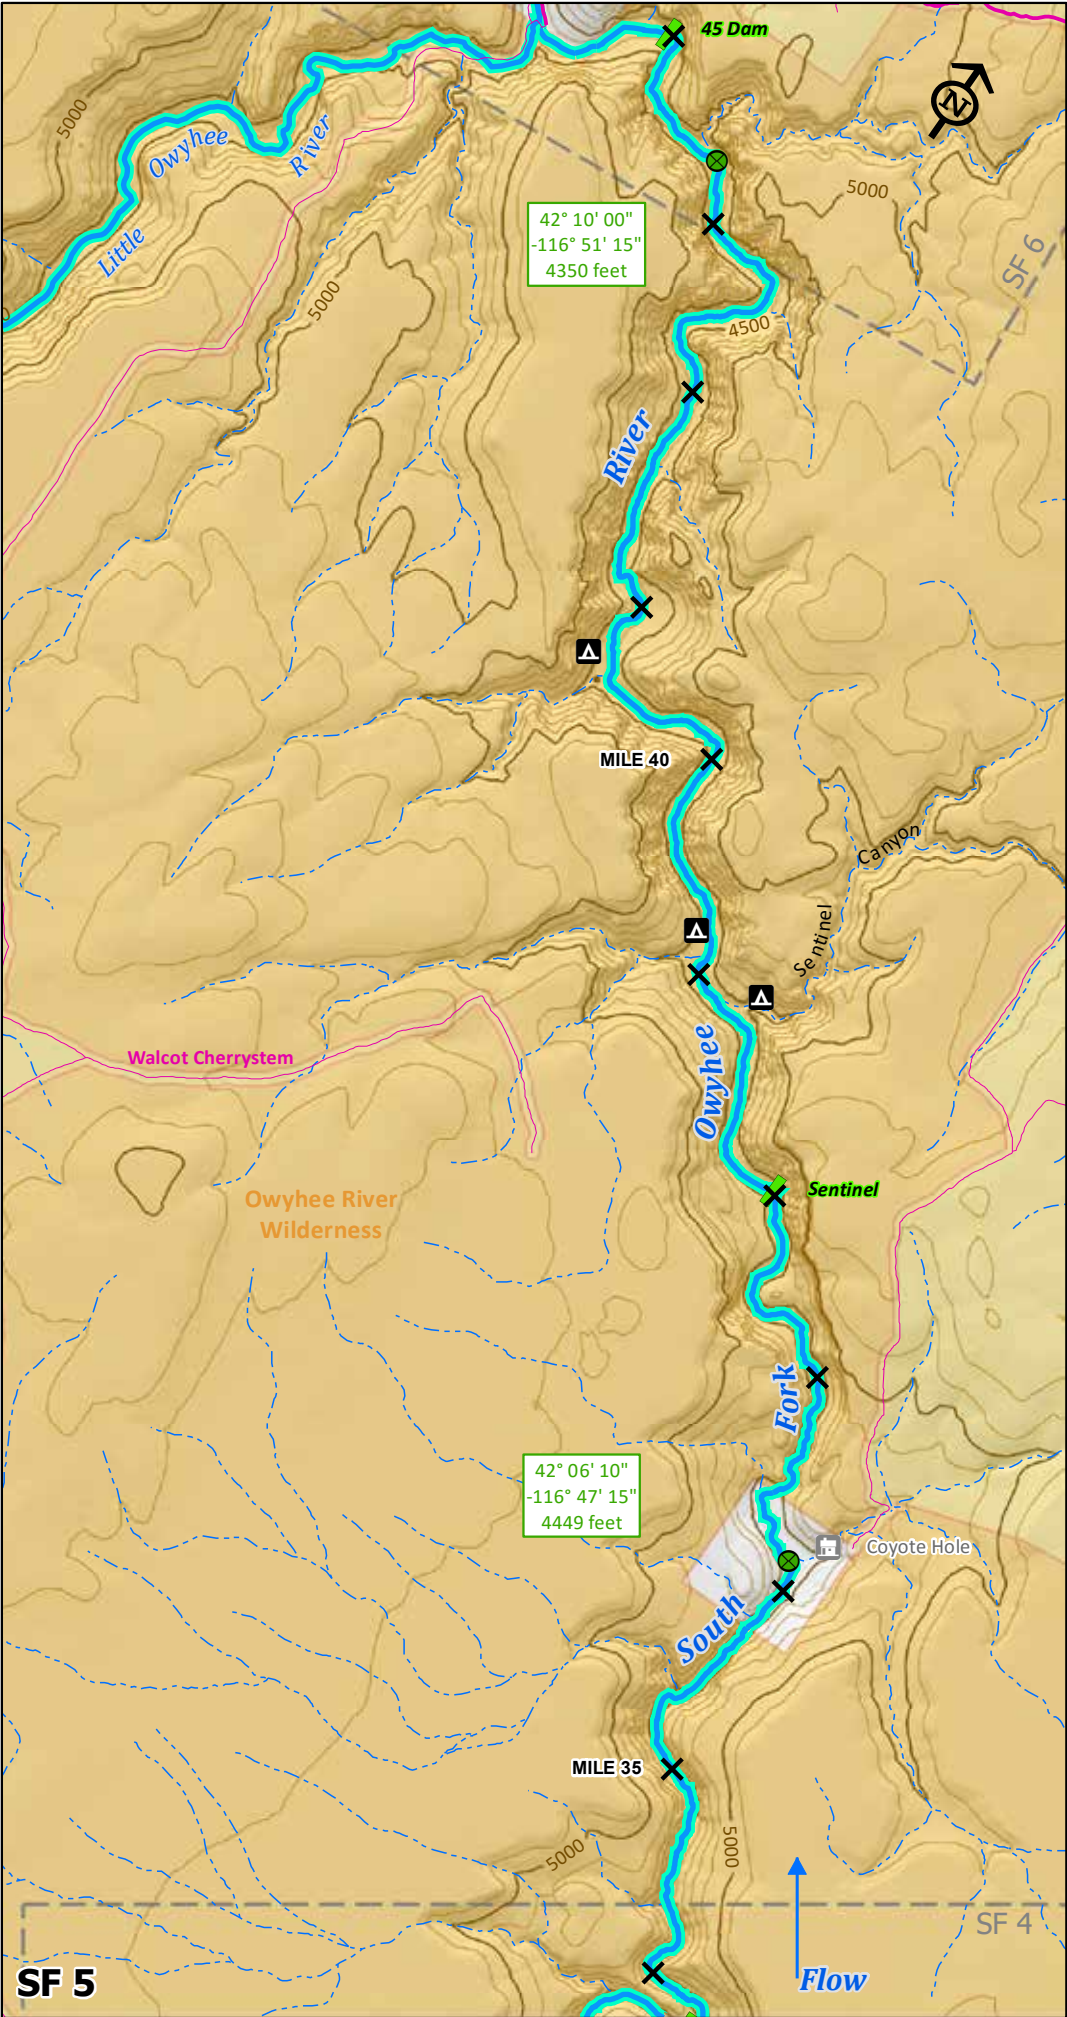 45 Dam
N
5000
Owyhee
River
Little
42° 10' 00"
-116° 51' 15"
4350 feet
5000
SF 6
5000
4500
River
MILE 40
Canyon
Sentinel
Owyhee
Walcot Cherrystem
Sentinel
Owyhee River
Wilderness
Fork
42° 06' 10"
-116° 47' 15"
4449 feet
Coyote Hole
South
MILE 35
5000
5000
SF 4
SF 5
Flow